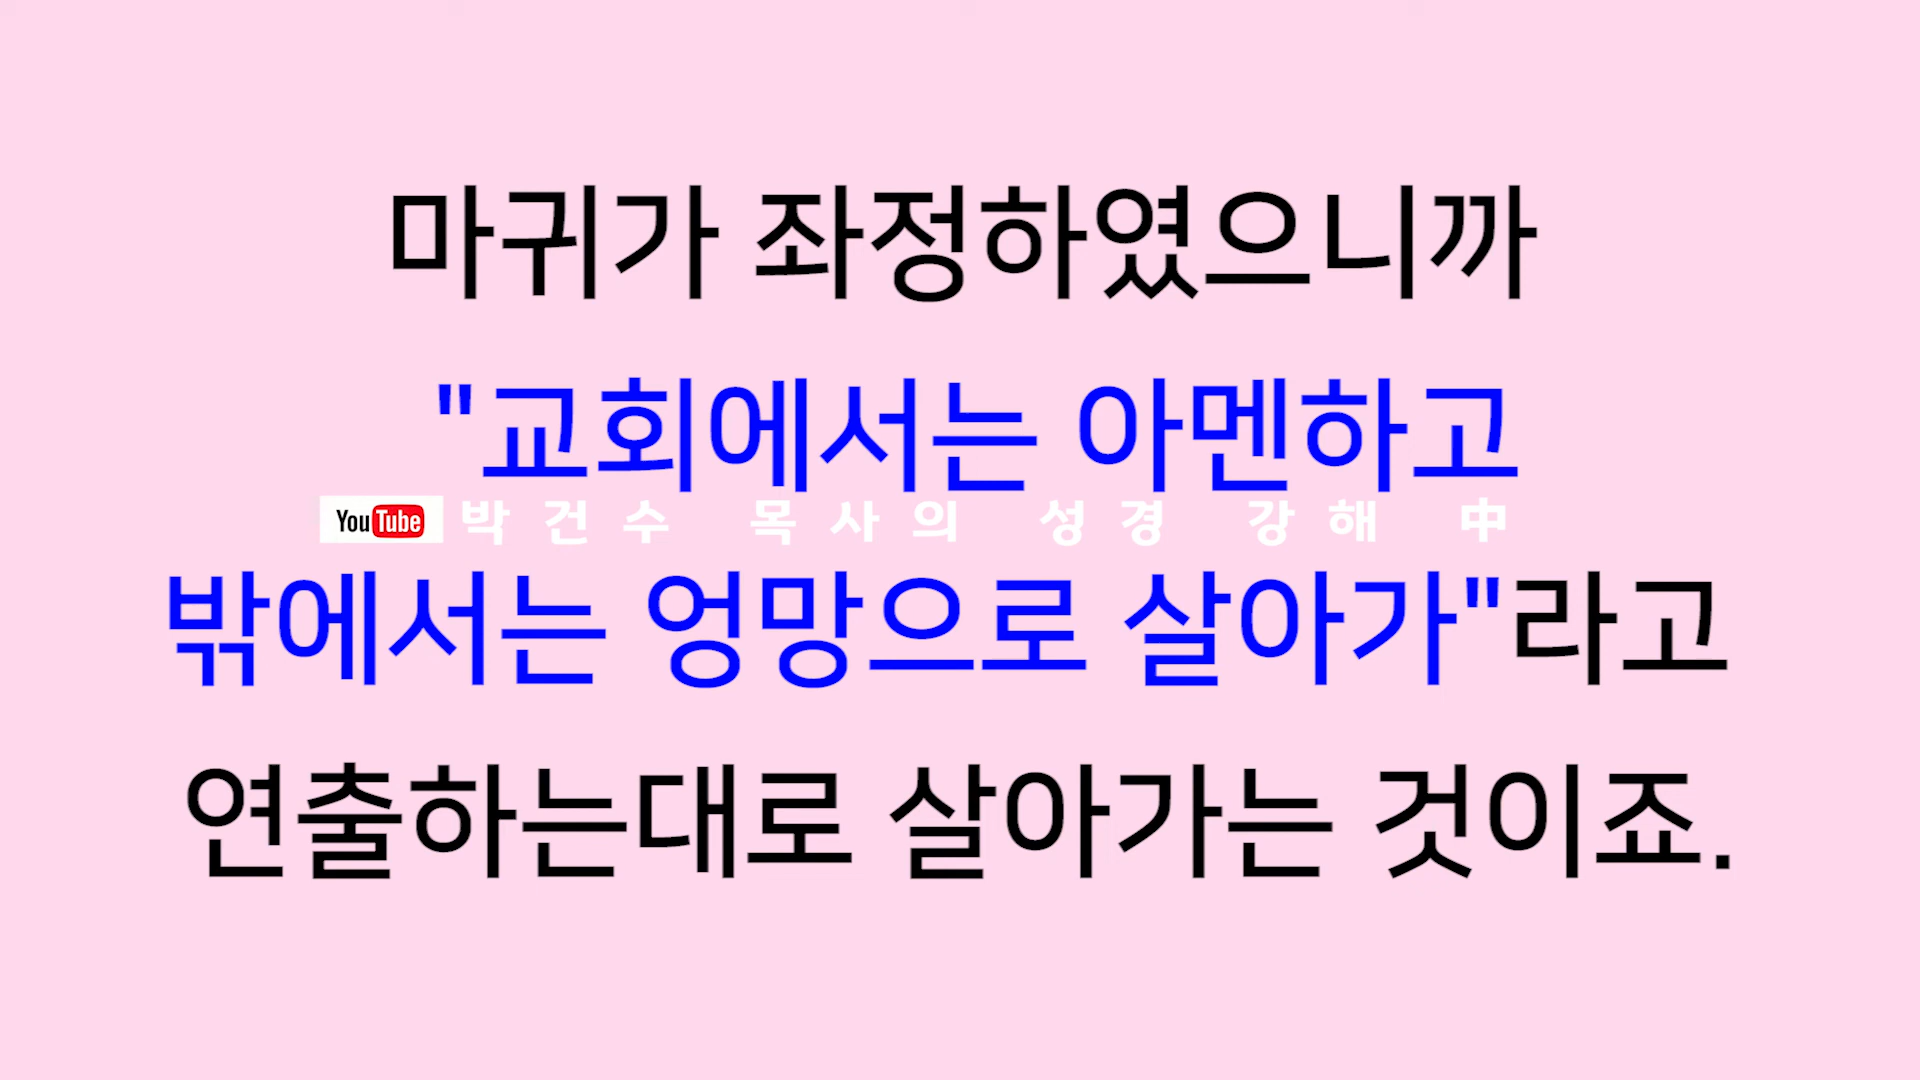 마귀가 좌정하였으니까
"교회에서는 아멘하고
YouTube 박건수 목사의 성경 강해 中
밖에서는 엉망으로 살아가"라고
연출하는대로 살아가는 것이죠.